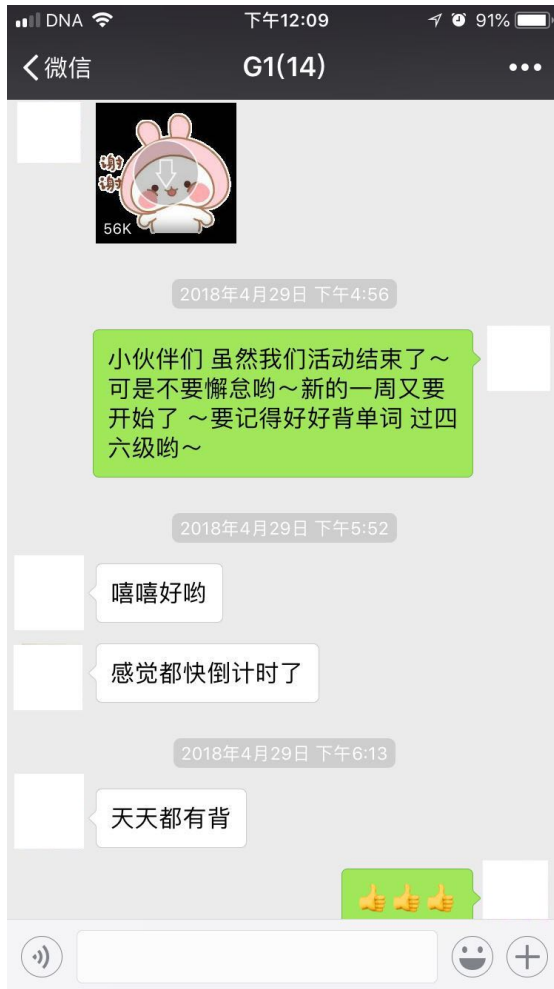 DNA 下午12:09 91%
微信 G1(14)
谢
谢
56K
2018年4月29日 下午4:56
小伙伴们 虽然我们活动结束了～
可是不要懈怠哟～新的一周又要
开始了 ～要记得好好背单词 过四
六级哟～
2018年4月29日 下午5:52
嘻嘻好哟
感觉都快倒计时了
2018年4月29日 下午6:13
天天都有背
👍👍👍